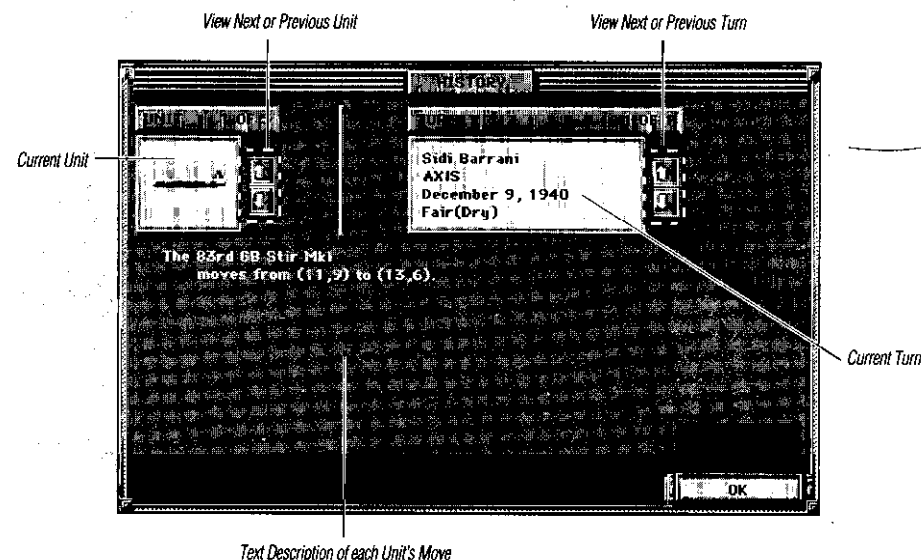 View Next or Previous Unit
View Next or Previous Turn
HISTORY
UNIT OF
Current Unit
Sidi Barrani
AXIS
December 9, 1940
Fair(Dry)
The 83rd GB Stir MkI
moves from (11,9) to (13,6).
Current Turn
OK
Text Description of each Unit's Move